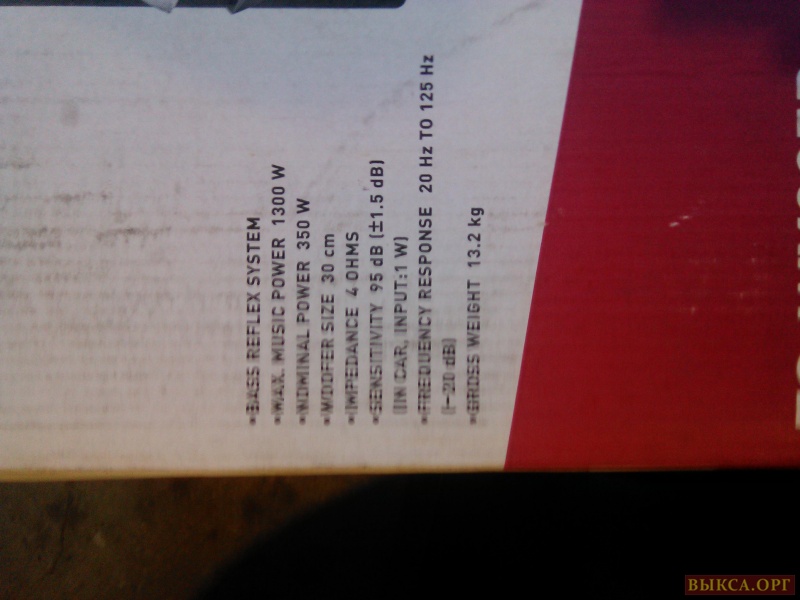 •BASS REFLEX SYSTEM
•MAX. MUSIC POWER 1300 W
•NOMINAL POWER 350 W
•WOOFER SIZE 30 cm
•IMPEDANCE 4 OHMS
•SENSITIVITY 95 dB (±1.5 dB)
(IN CAR, INPUT:1 W)
•FREQUENCY RESPONSE 20 Hz TO 125 Hz
(–20 dB)
•GROSS WEIGHT 13.2 kg
ВЫКСА.ОРГ